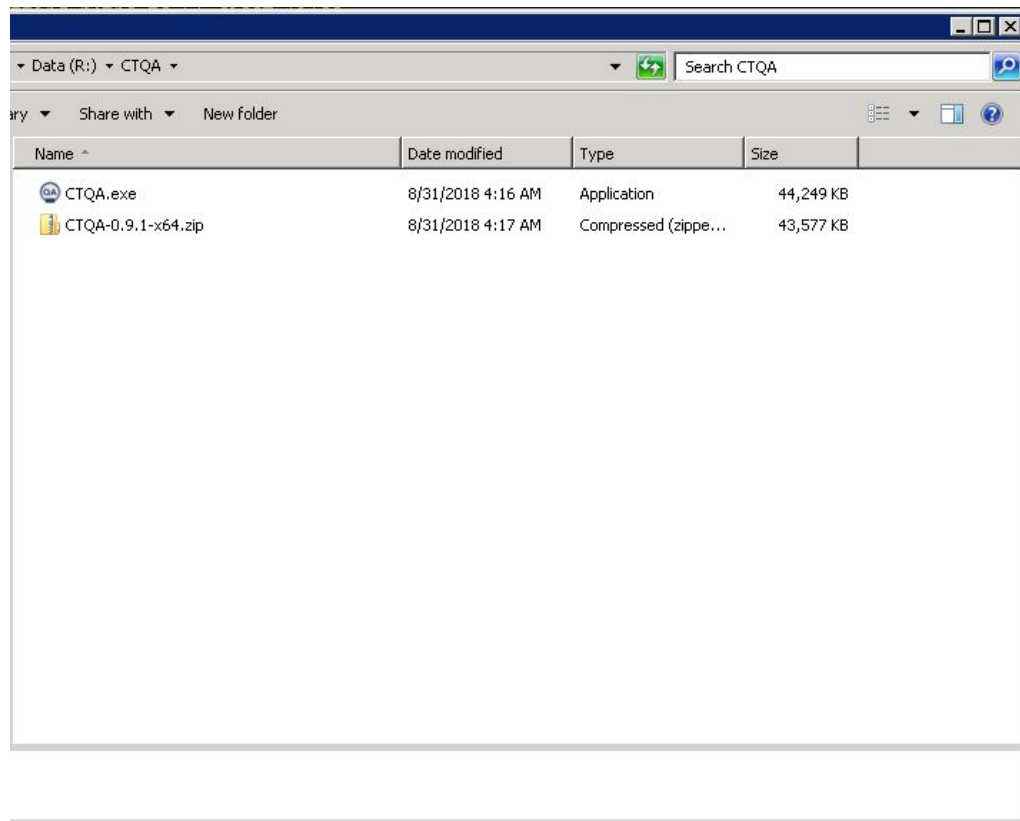 Data (R:) CTQA Search CTQA
ary Share with New folder
Name Date modified Type Size
QA CTQA.exe 8/31/2018 4:16 AM Application 44,249 KB
CTQA-0.9.1-x64.zip 8/31/2018 4:17 AM Compressed (zippe... 43,577 KB